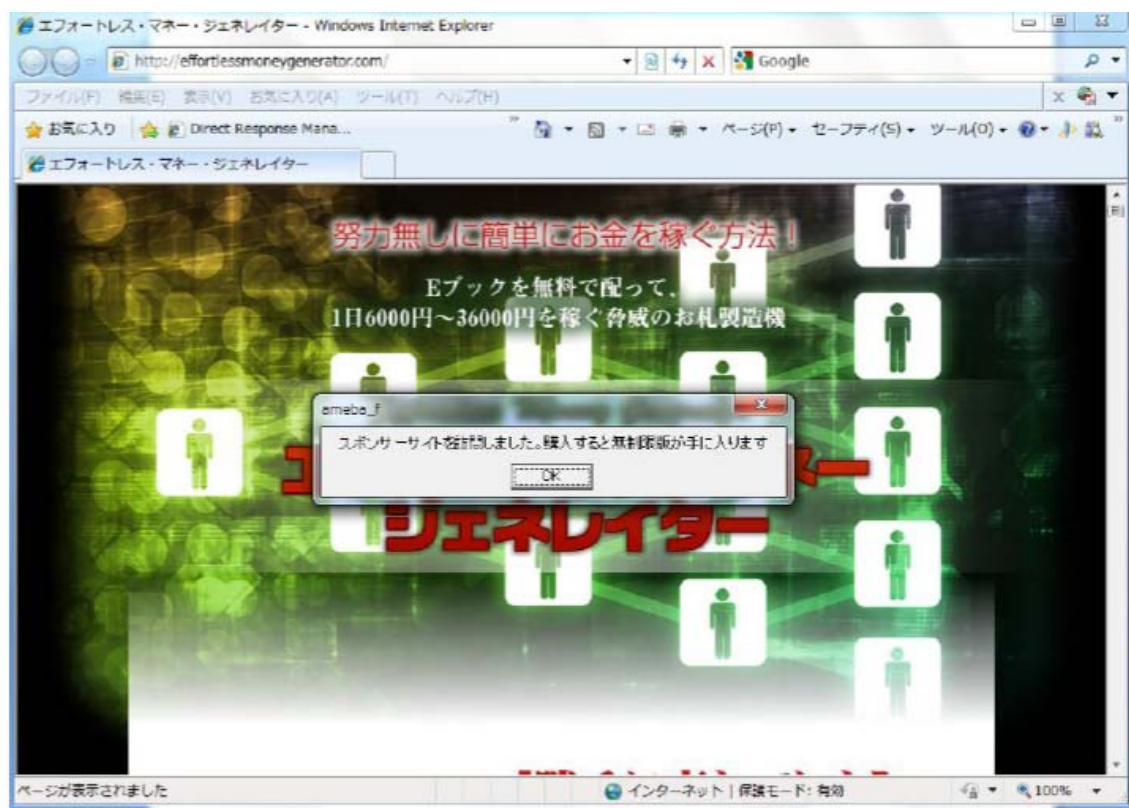 エフォートレス・マネー・ジェネレイター - Windows Internet Explorer
http://effortlessmoneygenerator.com/
Google
ファイル(F) 編集(E) 表示(V) お気に入り(A) ツール(T) ヘルプ(H)
お気に入り Direct Response Mana... ページ(P) セーフティ(S) ツール(O)
エフォートレス・マネー・ジェネレイター
努力無しに簡単にお金を稼ぐ方法!
Eブックを無料で配って、
1日6000円~36000円を稼ぐ脅威のお札製造機
ameba_f
スポンサーサイトを訪問しました。購入すると無制限版が手に入ります
OK
ジェネレイター
ページが表示されました インターネット | 保護モード: 有効 100%